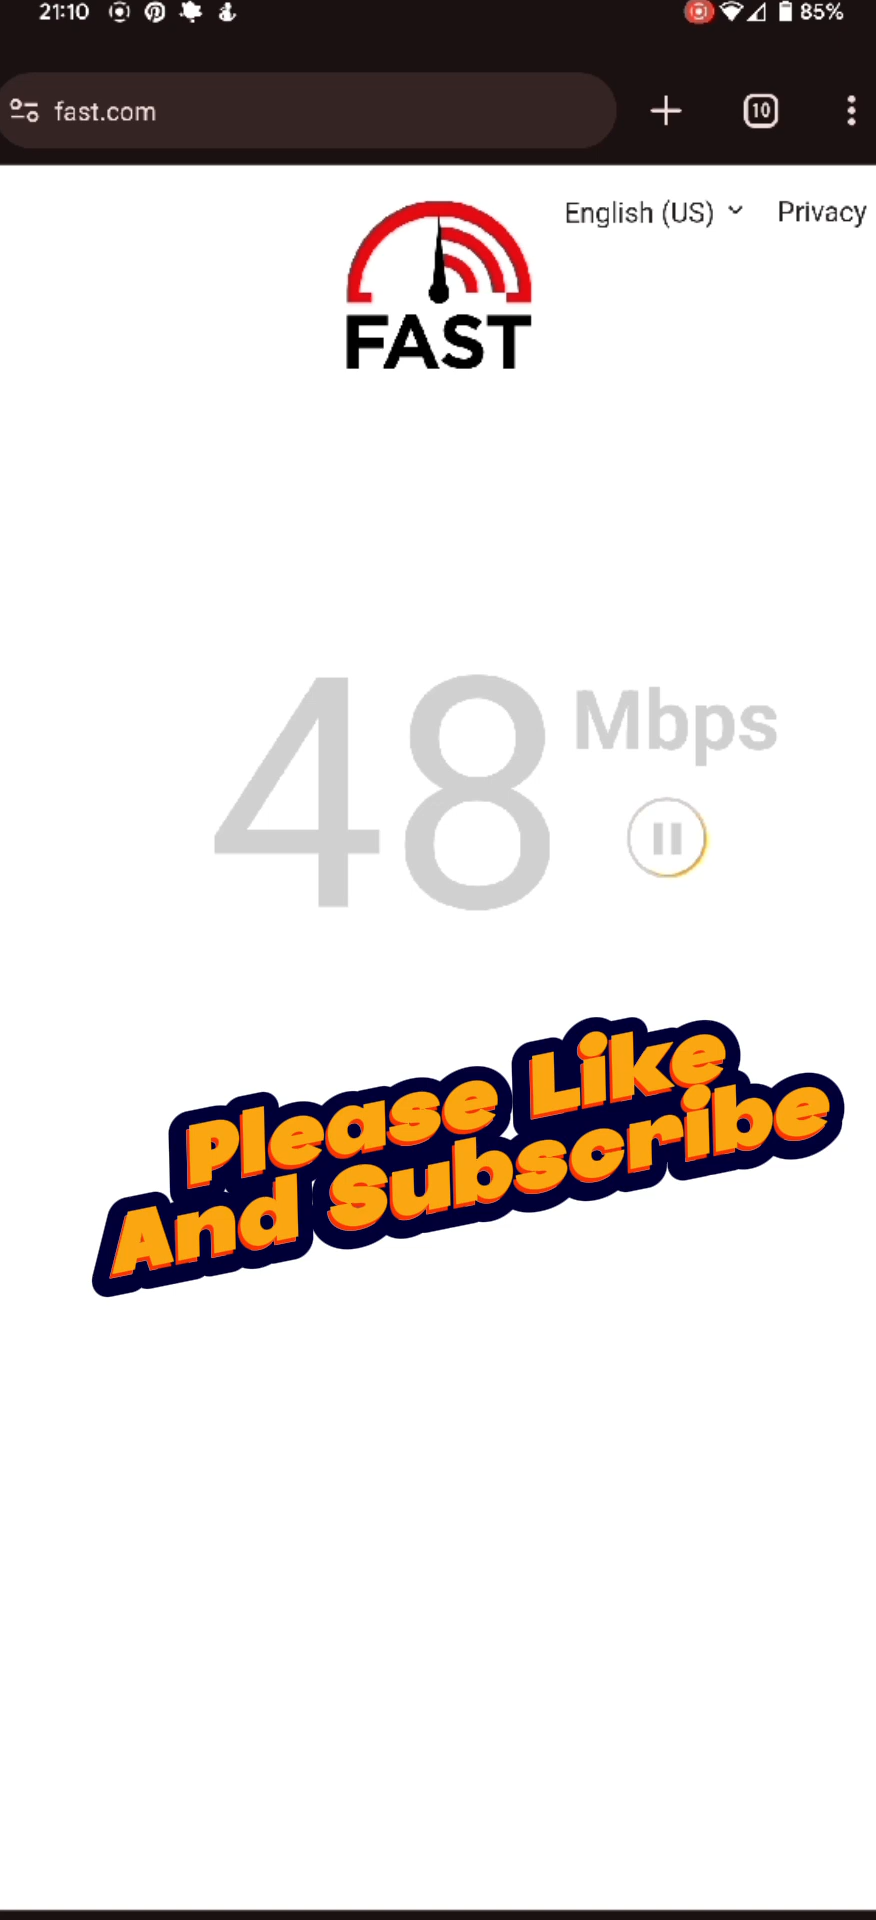 21:10
85%
fast.com
10
English (US) Privacy
FAST
48 Mbps
Please Like
And Subscribe